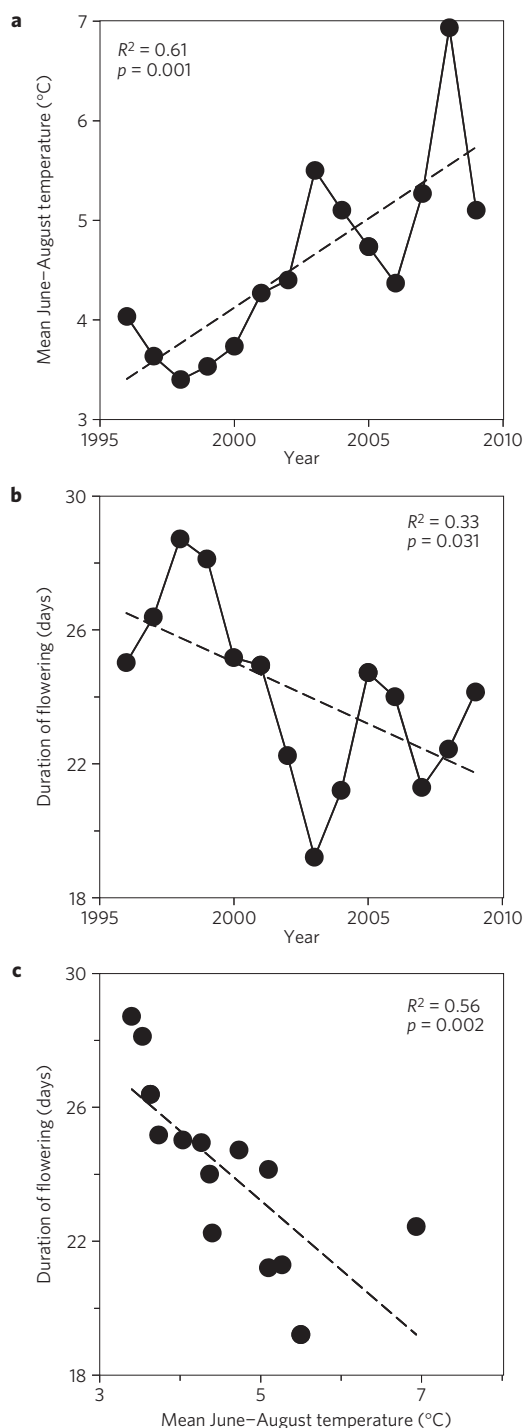 a
R² = 0.61
p = 0.001
Mean June–August temperature (°C)
7
6
5
4
3
1995 2000 2005 2010
Year
b
R² = 0.33
p = 0.031
Duration of flowering (days)
30
26
22
18
1995 2000 2005 2010
Year
c
R² = 0.56
p = 0.002
Duration of flowering (days)
30
26
22
18
3 5 7
Mean June–August temperature (°C)